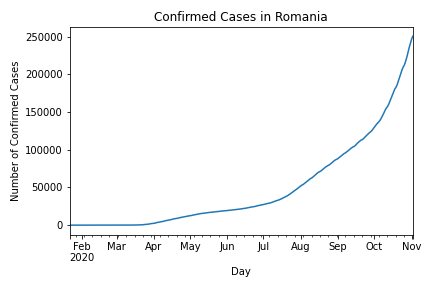 Confirmed Cases in Romania
Number of Confirmed Cases
250000
200000
150000
100000
50000
0
Feb Mar Apr May Jun Jul Aug Sep Oct Nov
2020
Day